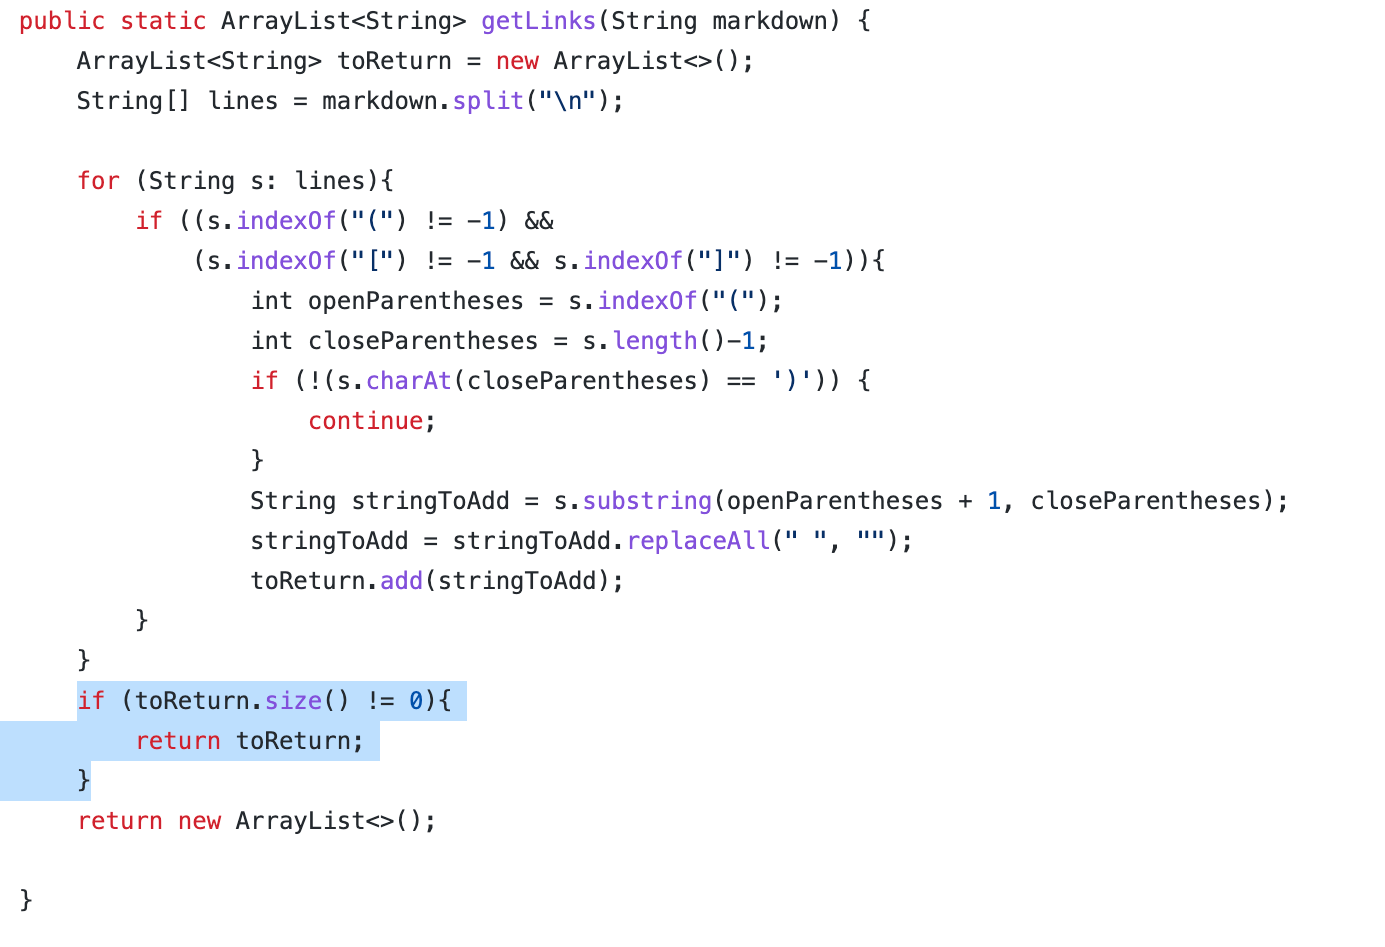 public static ArrayList<String> getLinks(String markdown) {
    ArrayList<String> toReturn = new ArrayList<>();
    String[] lines = markdown.split("\n");

    for (String s: lines){
        if ((s.indexOf("(") != -1) &&
            (s.indexOf("[") != -1 && s.indexOf("]") != -1)){
                int openParentheses = s.indexOf("(");
                int closeParentheses = s.length()-1;
                if (!(s.charAt(closeParentheses) == ')')) {
                    continue;
                }
                String stringToAdd = s.substring(openParentheses + 1, closeParentheses);
                stringToAdd = stringToAdd.replaceAll(" ", "");
                toReturn.add(stringToAdd);
        }
    }
    if (toReturn.size() != 0){
        return toReturn;
    }
    return new ArrayList<>();

}